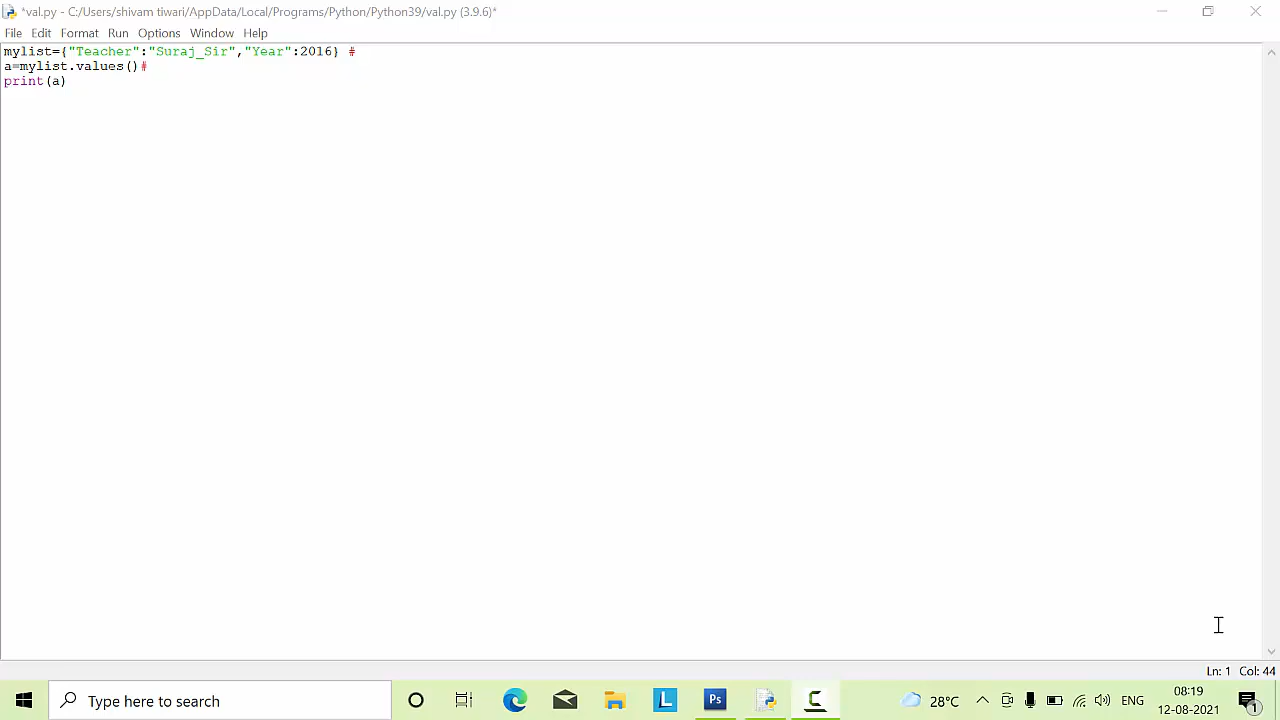 *val.py - C:/Users/shivam tiwari/AppData/Local/Programs/Python/Python39/val.py (3.9.6)*
File Edit Format Run Options Window Help
mylist={"Teacher":"Suraj_Sir","Year":2016} #
a=mylist.values()#
print(a)
Ln: 1 Col: 44
Type here to search
L
Ps
28°C
ENG
08:19
12-08-2021
1